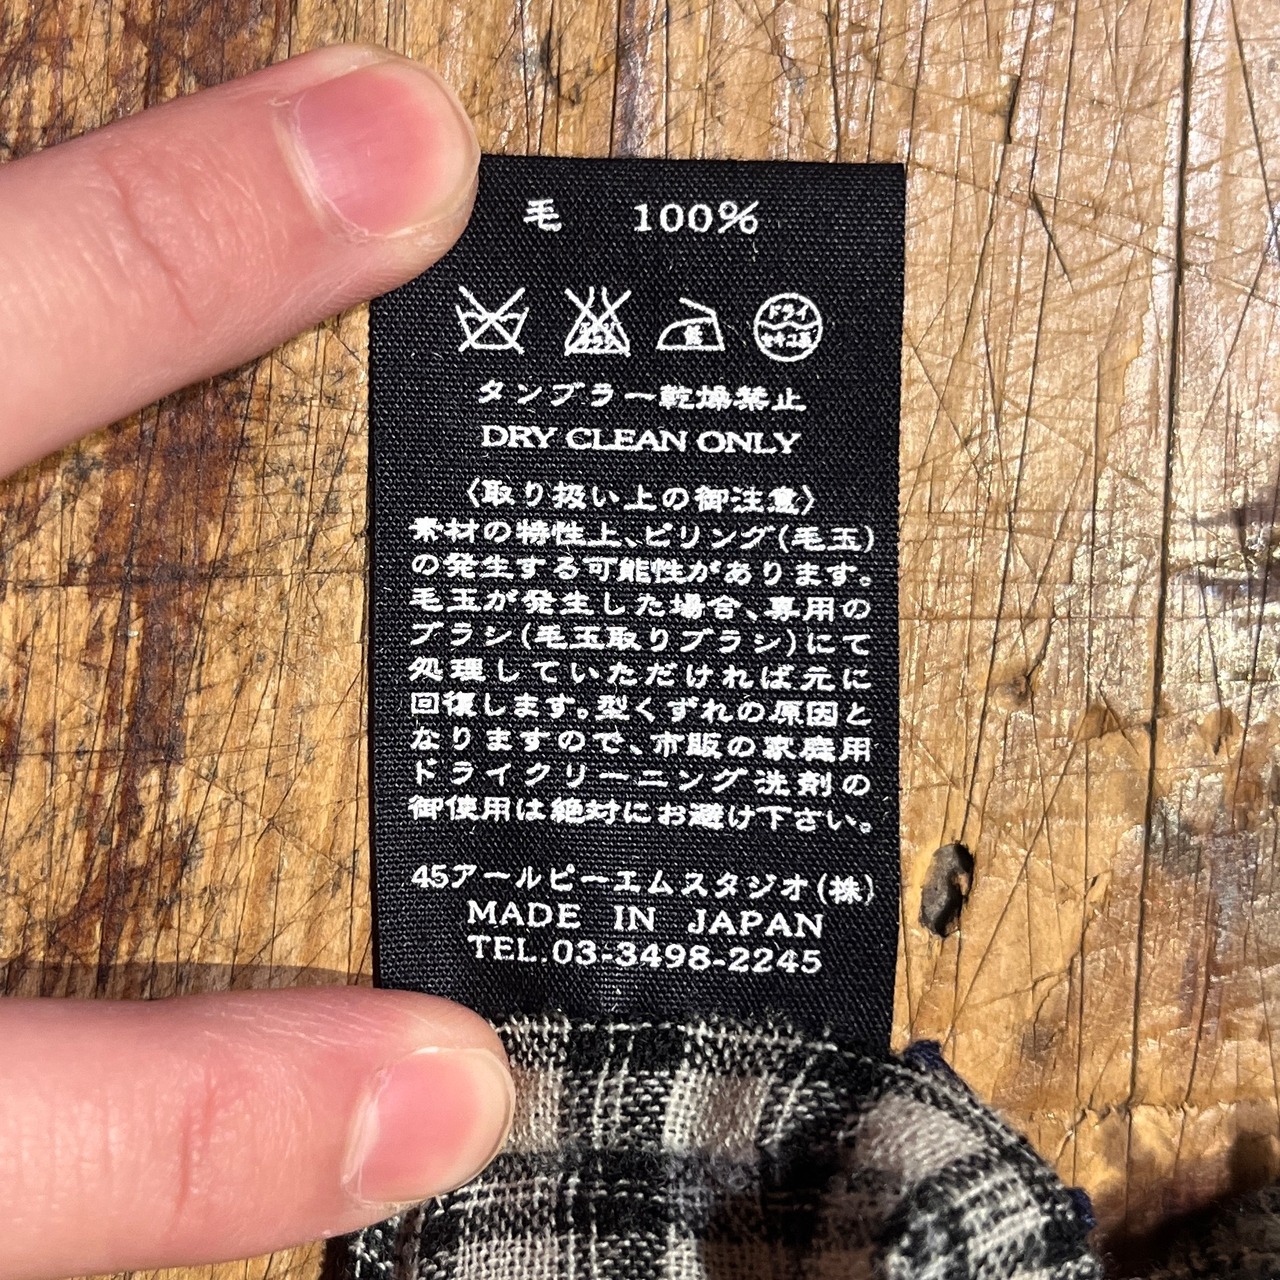 毛 100%
ドライ
セキユ系
タンブラー乾燥禁止
DRY CLEAN ONLY
〈取り扱い上の御注意〉
素材の特性上、ピリング(毛玉)
の発生する可能性があります。
毛玉が発生した場合、専用の
ブラシ(毛玉取りブラシ)にて
処理していただければ元に
回復します。型くずれの原因と
なりますので、市販の家庭用
ドライクリーニング洗剤の
御使用は絶対にお避け下さい。
45アールピーエムスタジオ(株)
MADE IN JAPAN
TEL.03-3498-2245